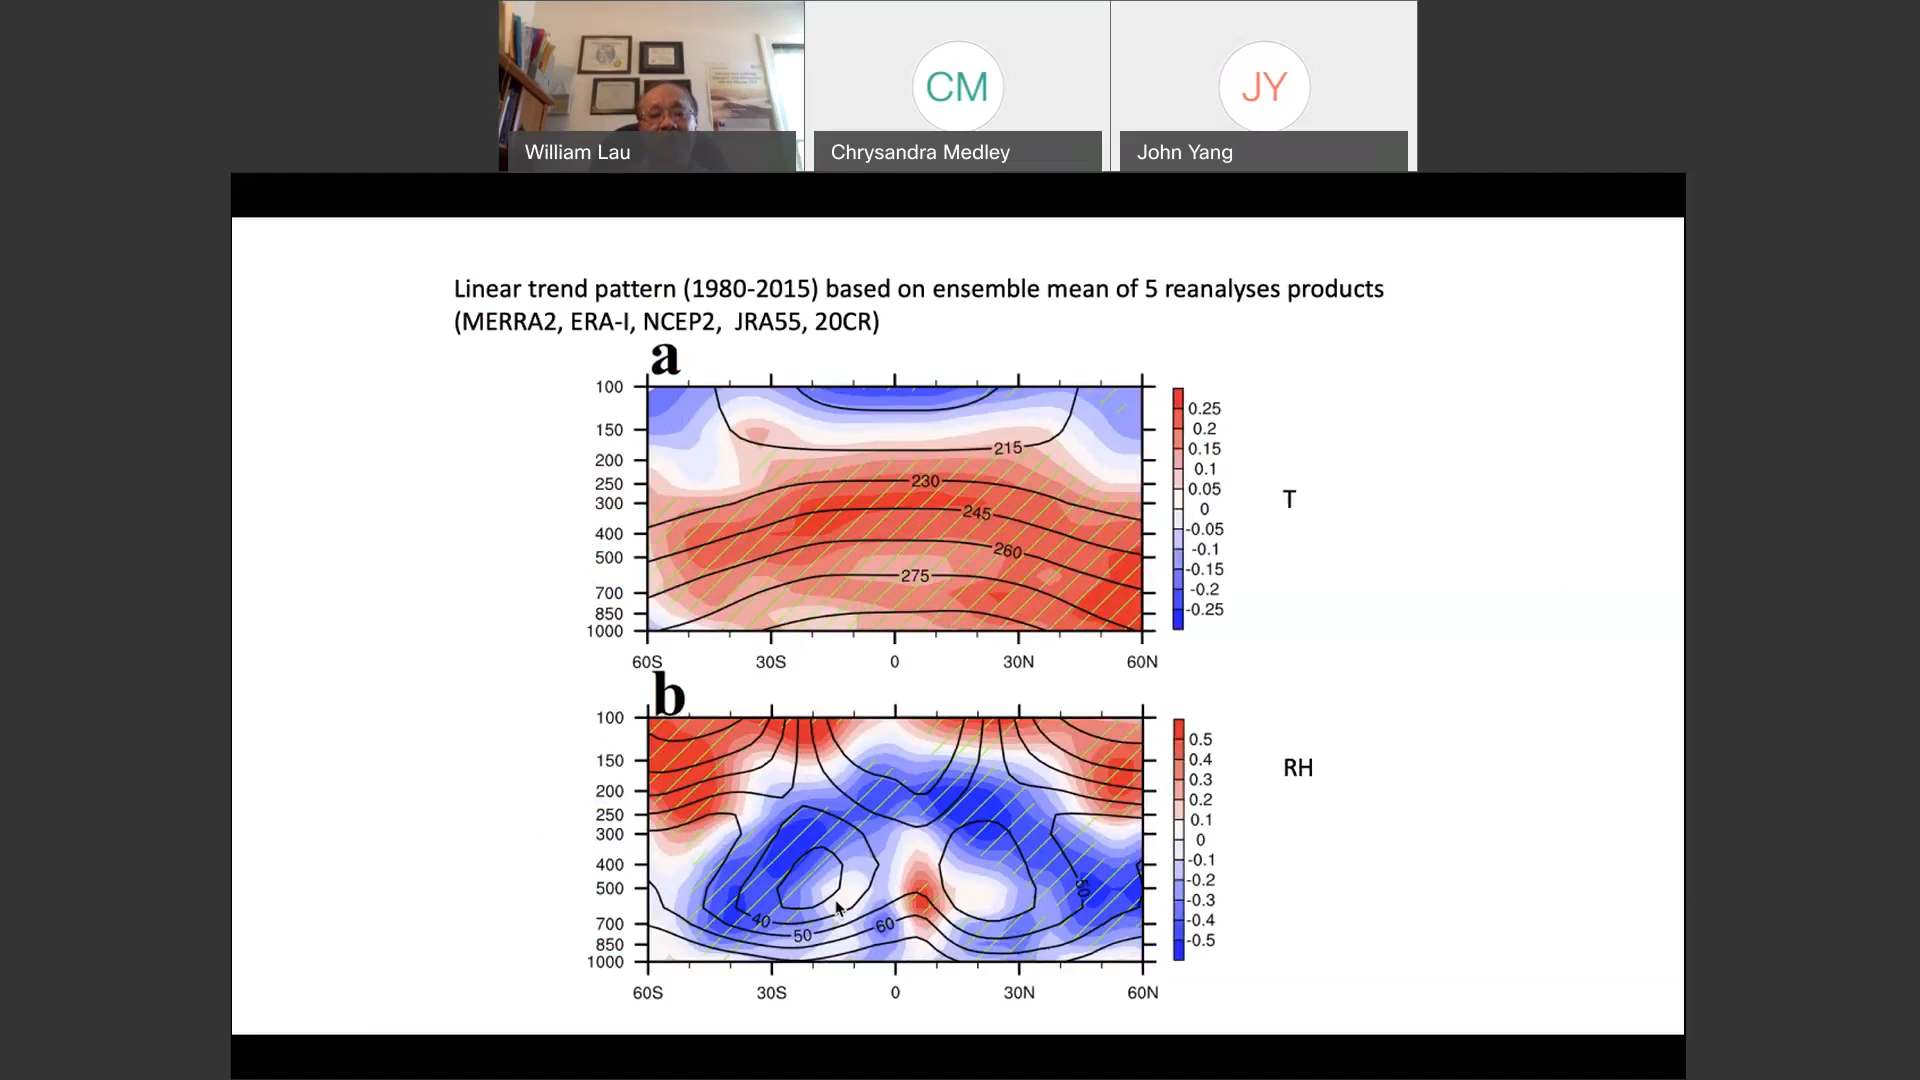 CM
JY
William Lau
Chrysandra Medley
John Yang
Linear trend pattern (1980-2015) based on ensemble mean of 5 reanalyses products
(MERRA2, ERA-I, NCEP2, JRA55, 20CR)
a
100
150
200
250
300
400
500
700
850
1000
215
230
245
260
275
60S
30S
0
30N
60N
0.25
0.2
0.15
0.1
0.05
0
-0.05
-0.1
-0.15
-0.2
-0.25
T
b
100
150
200
250
300
400
500
700
850
1000
40
50
60
50
60S
30S
0
30N
60N
0.5
0.4
0.3
0.2
0.1
0
-0.1
-0.2
-0.3
-0.4
-0.5
RH